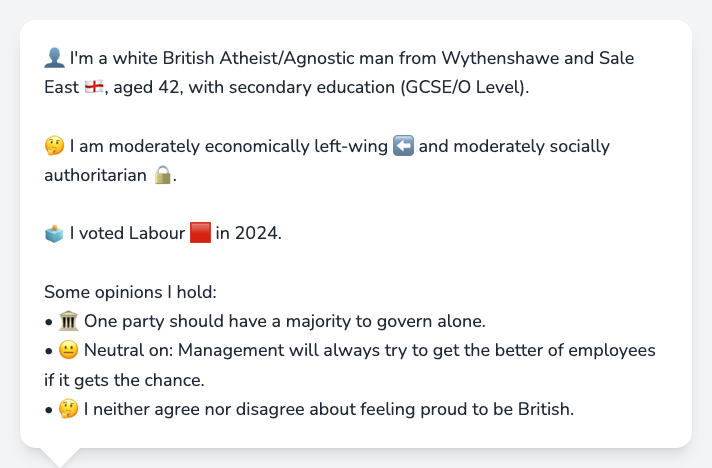 👤 I'm a white British Atheist/Agnostic man from Wythenshawe and Sale
East 🏴󠁧󠁢󠁥󠁮󠁧󠁿, aged 42, with secondary education (GCSE/O Level).
🤔 I am moderately economically left-wing ⬅️ and moderately socially
authoritarian 🔒.
🗳️ I voted Labour 🟥 in 2024.
Some opinions I hold:
• 🏛️ One party should have a majority to govern alone.
• 😐 Neutral on: Management will always try to get the better of employees
if it gets the chance.
• 🤔 I neither agree nor disagree about feeling proud to be British.